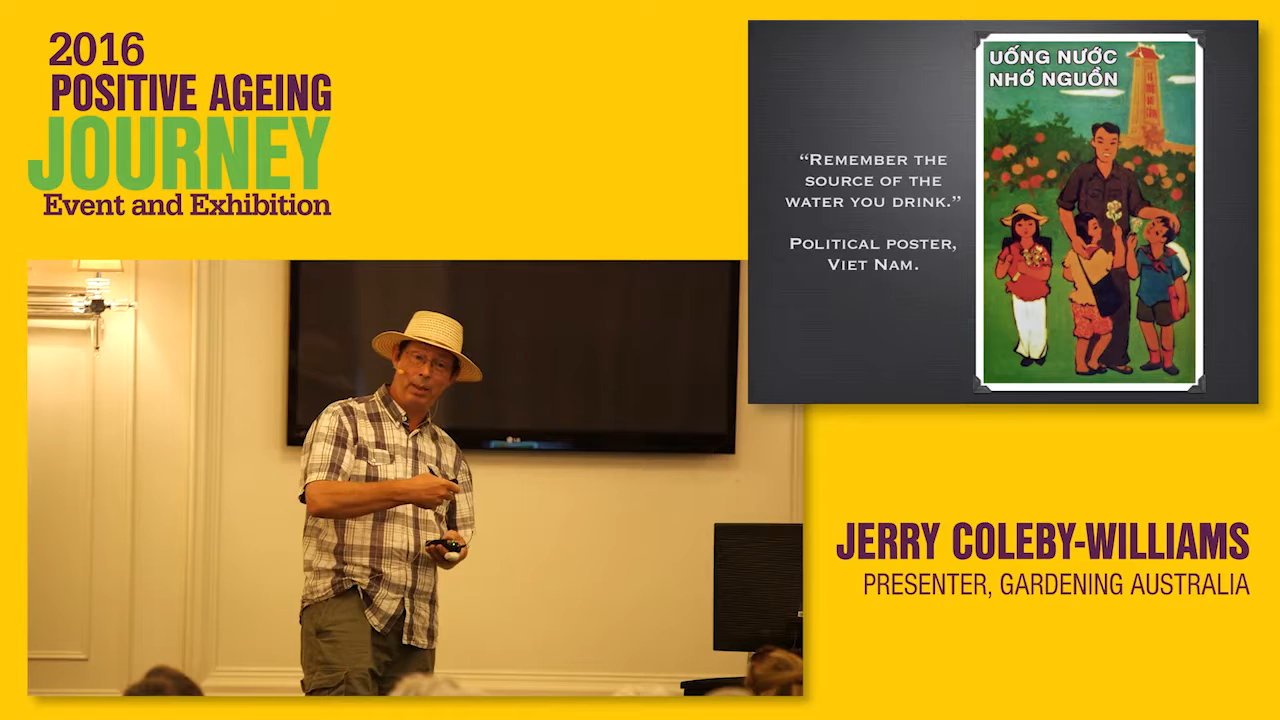 2016
POSITIVE AGEING
JOURNEY
Event and Exhibition
UỐNG NƯỚC
NHỚ NGUỒN
“REMEMBER THE
SOURCE OF THE
WATER YOU DRINK.”
POLITICAL POSTER,
VIET NAM.
LG
JERRY COLEBY-WILLIAMS
PRESENTER, GARDENING AUSTRALIA